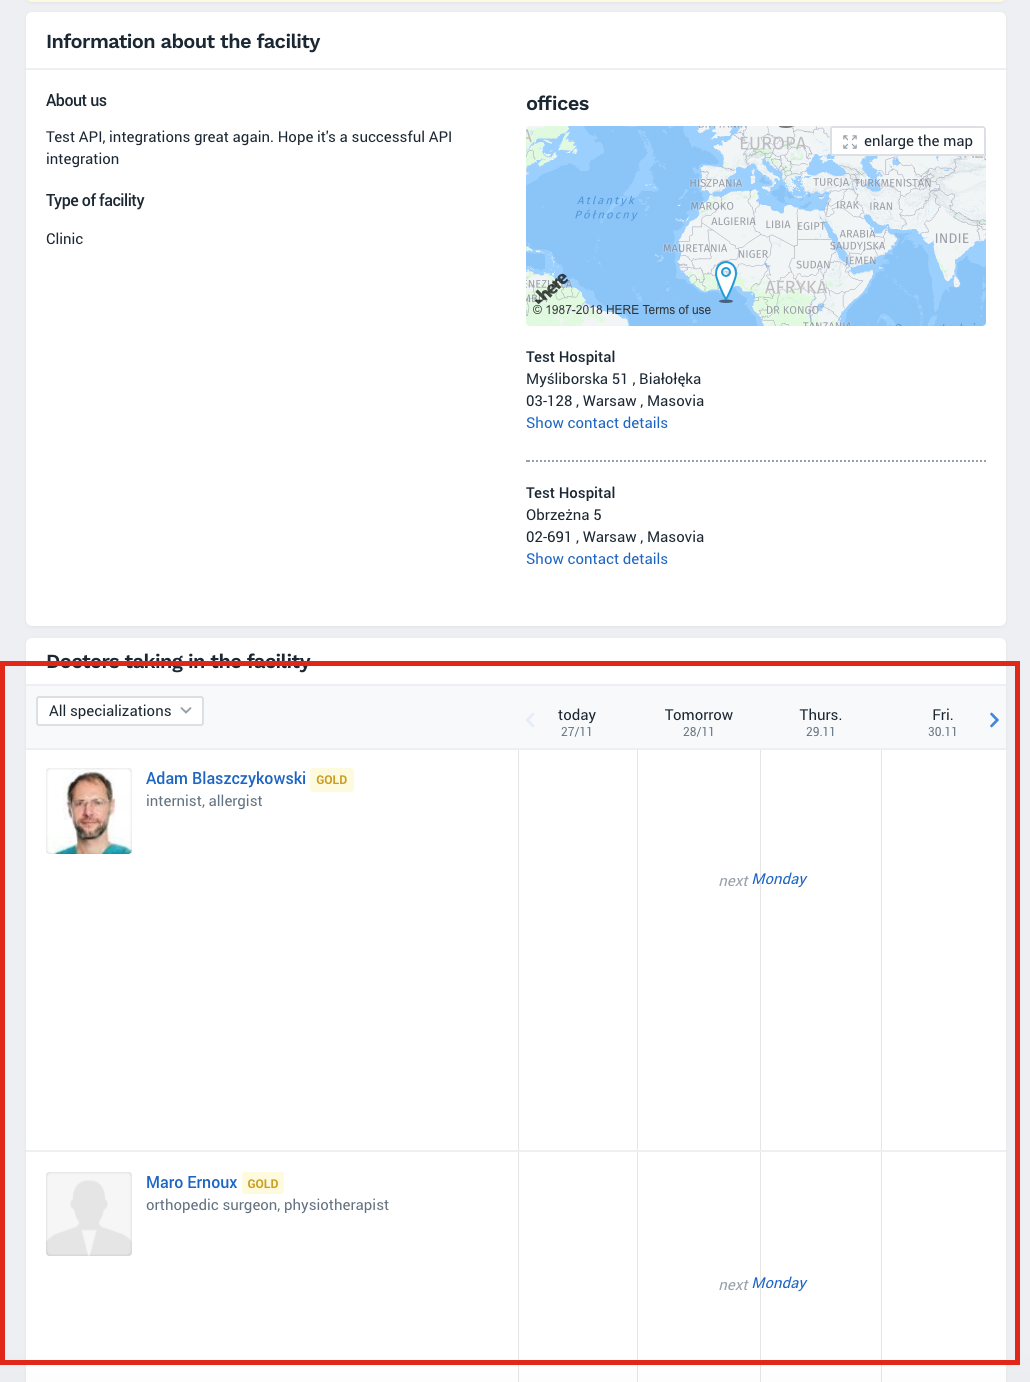 Information about the facility
About us
Test API, integrations great again. Hope it's a successful API
integration
Type of facility
Clinic
offices
enlarge the map
EUROPA
HISZPANIA
TURCJA
TURKMENISTAN
Atlantyk
Północny
MAROKO
IRAK
IRAN
ALGIERIA
LIBIA
EGIPT
ARABIA
SAUDYJSKA
INDIE
MAURETANIA
NIGER
JEMEN
SUDAN
AFRYKA
here
© 1987-2018 HERE Terms of use
DR KONGO
TANZANIA
Test Hospital
Myśliborska 51 , Białołęka
03-128 , Warsaw , Masovia
Show contact details
Test Hospital
Obrzeżna 5
02-691 , Warsaw , Masovia
Show contact details
Doctors taking in the facility
All specializations
today
27/11
Tomorrow
28/11
Thurs.
29.11
Fri.
30.11
Adam Blaszczykowski GOLD
internist, allergist
next Monday
Maro Ernoux GOLD
orthopedic surgeon, physiotherapist
next Monday